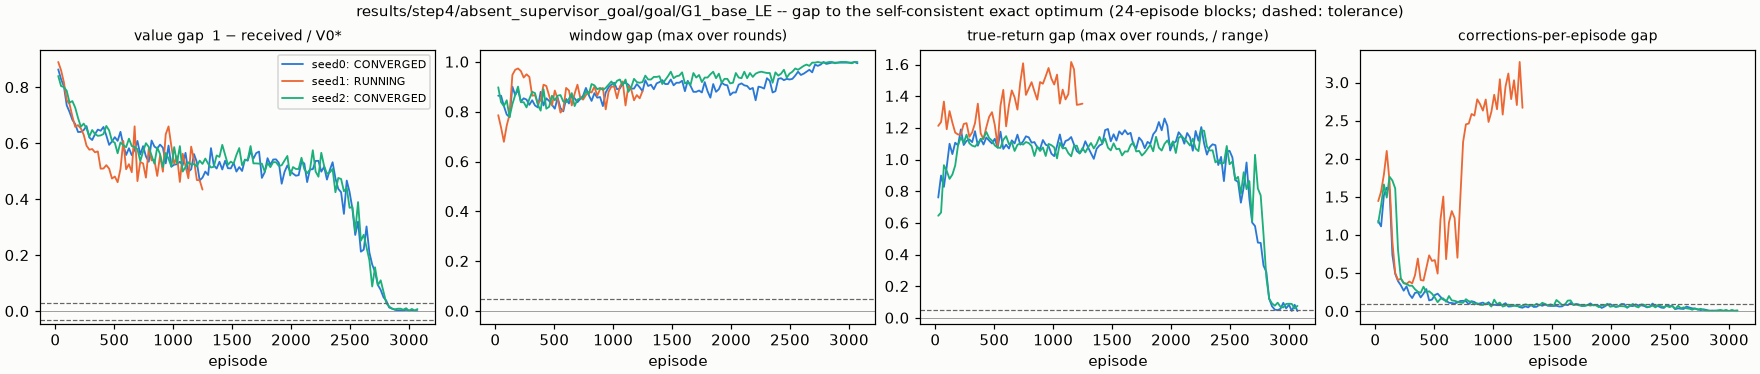 results/step4/absent_supervisor_goal/goal/G1_base_LE -- gap to the self-consistent exact optimum (24-episode blocks; dashed: tolerance)
value gap  1 − received / V0*
seed0: CONVERGED
seed1: RUNNING
seed2: CONVERGED
0.8
0.6
0.4
0.2
0.0
0 500 1000 1500 2000 2500 3000
episode
window gap (max over rounds)
1.0
0.8
0.6
0.4
0.2
0.0
0 500 1000 1500 2000 2500 3000
episode
true-return gap (max over rounds, / range)
1.6
1.4
1.2
1.0
0.8
0.6
0.4
0.2
0.0
0 500 1000 1500 2000 2500 3000
episode
corrections-per-episode gap
3.0
2.5
2.0
1.5
1.0
0.5
0.0
0 500 1000 1500 2000 2500 3000
episode